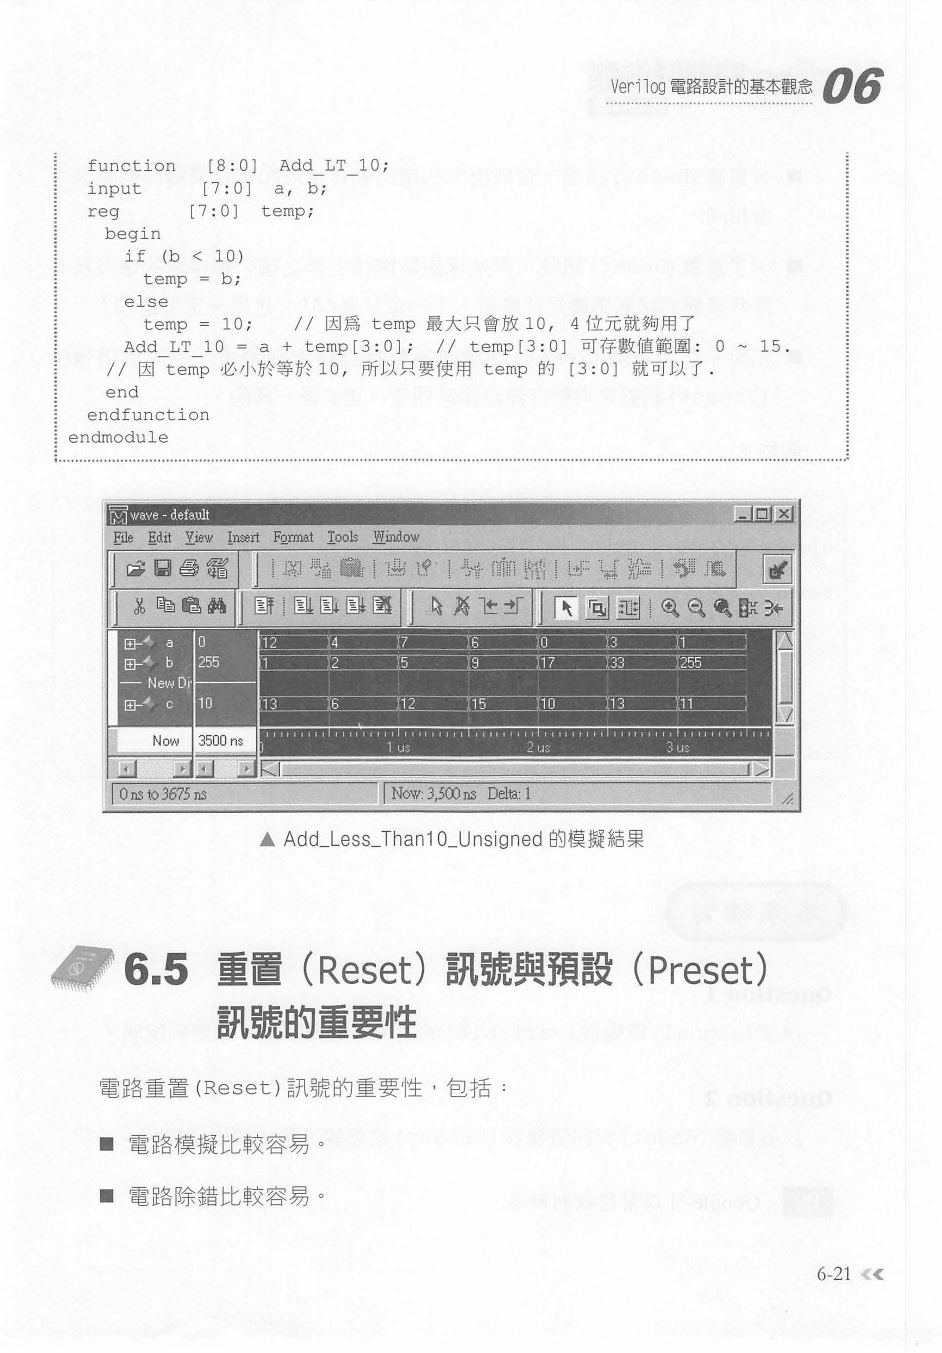 Verilog 電路設計的基本觀念 06
function [8:0] Add_LT_10;
input [7:0] a, b;
reg [7:0] temp;
begin
if (b < 10)
temp = b;
else
temp = 10; // 因為 temp 最大只會放10, 4位元就夠用了
Add_LT_10 = a + temp[3:0]; // temp[3:0] 可存數值範圍: 0 ~ 15.
// 因 temp 必小於等於10, 所以只要使用 temp 的 [3:0] 就可以了.
end
endfunction
endmodule
wave - default
File Edit View Insert Format Tools Window
a 0 12 4 7 6 0 3 1
b 255 1 2 5 9 17 33 255
New Di
c 10 13 6 12 15 10 13 11
Now 3500 ns 1 us 2 us 3 us
0 ns to 3675 ns Now: 3,500 ns Delta: 1
▲ Add_Less_Than10_Unsigned 的模擬結果
6.5 重置（Reset）訊號與預設（Preset）
訊號的重要性
電路重置(Reset)訊號的重要性，包括：
■ 電路模擬比較容易。
■ 電路除錯比較容易。
6-21